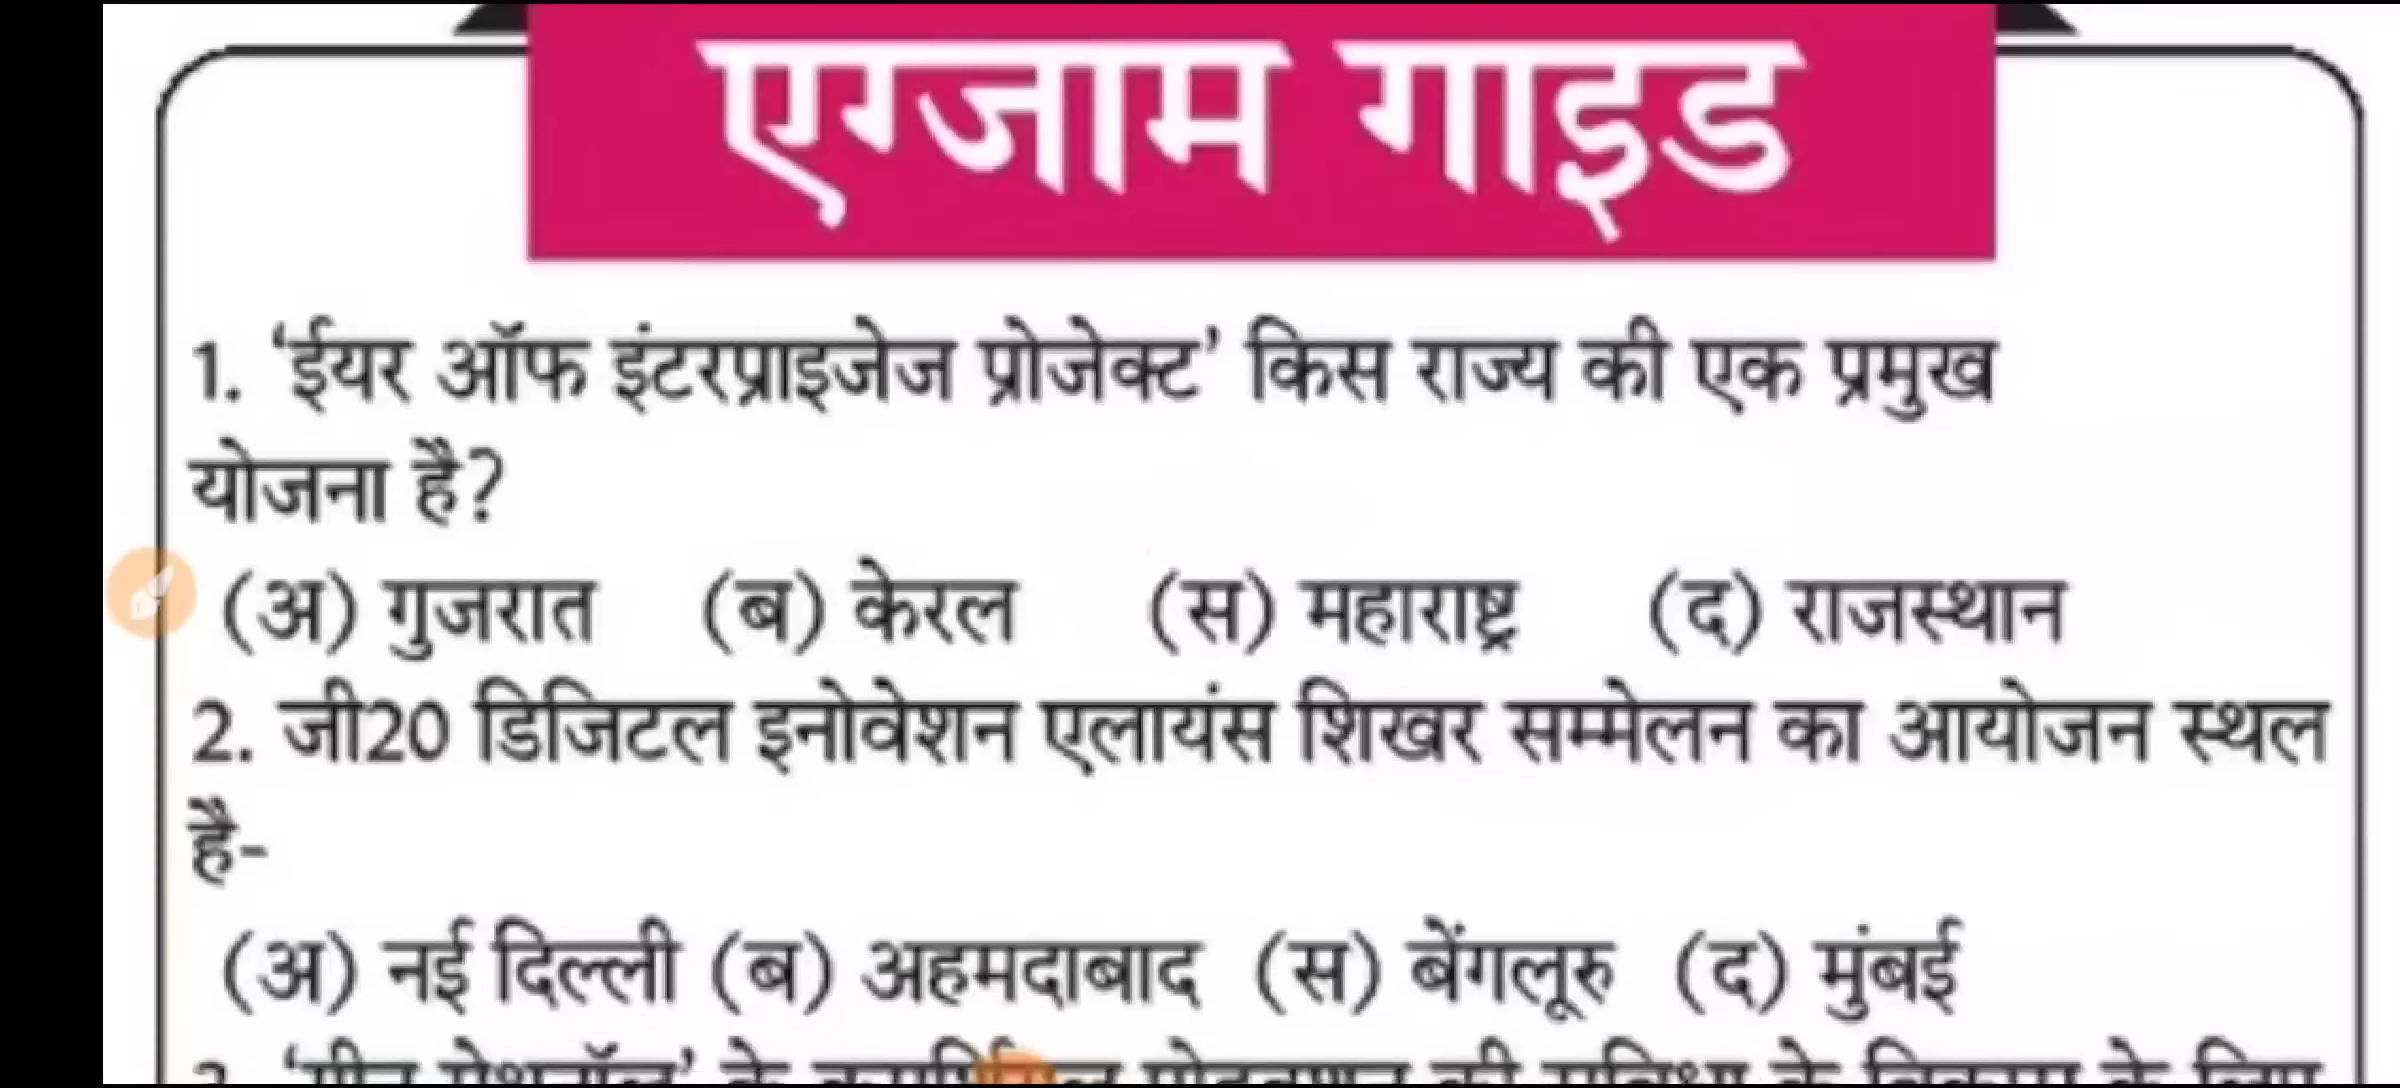 एग्जाम गाइड
1. ‘ईयर ऑफ इंटरप्राइजेज प्रोजेक्ट’ किस राज्य की एक प्रमुख
योजना है?
(अ) गुजरात (ब) केरल (स) महाराष्ट्र (द) राजस्थान
2. जी20 डिजिटल इनोवेशन एलायंस शिखर सम्मेलन का आयोजन स्थल
है-
(अ) नई दिल्ली (ब) अहमदाबाद (स) बेंगलूरु (द) मुंबई